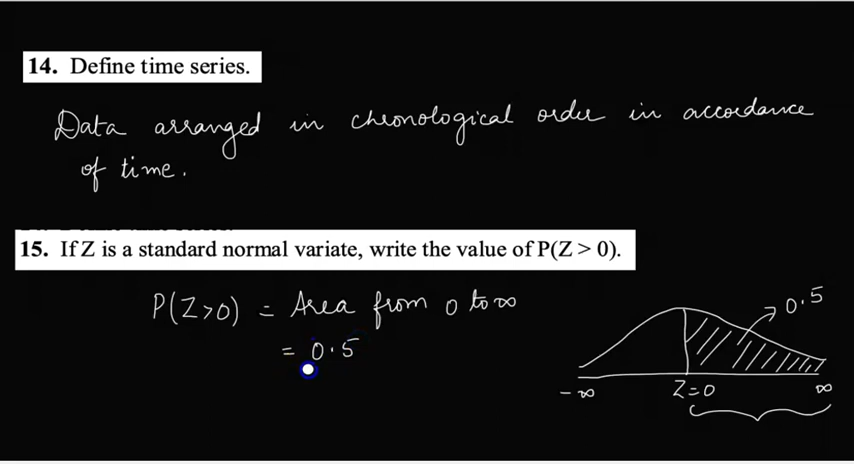 14. Define time series.
Data arranged in chronological order in accordance
of time.
15. If Z is a standard normal variate, write the value of P(Z > 0).
P(Z>0) = Area from 0 to ∞
= 0.5
0.5
-∞ Z=0 ∞